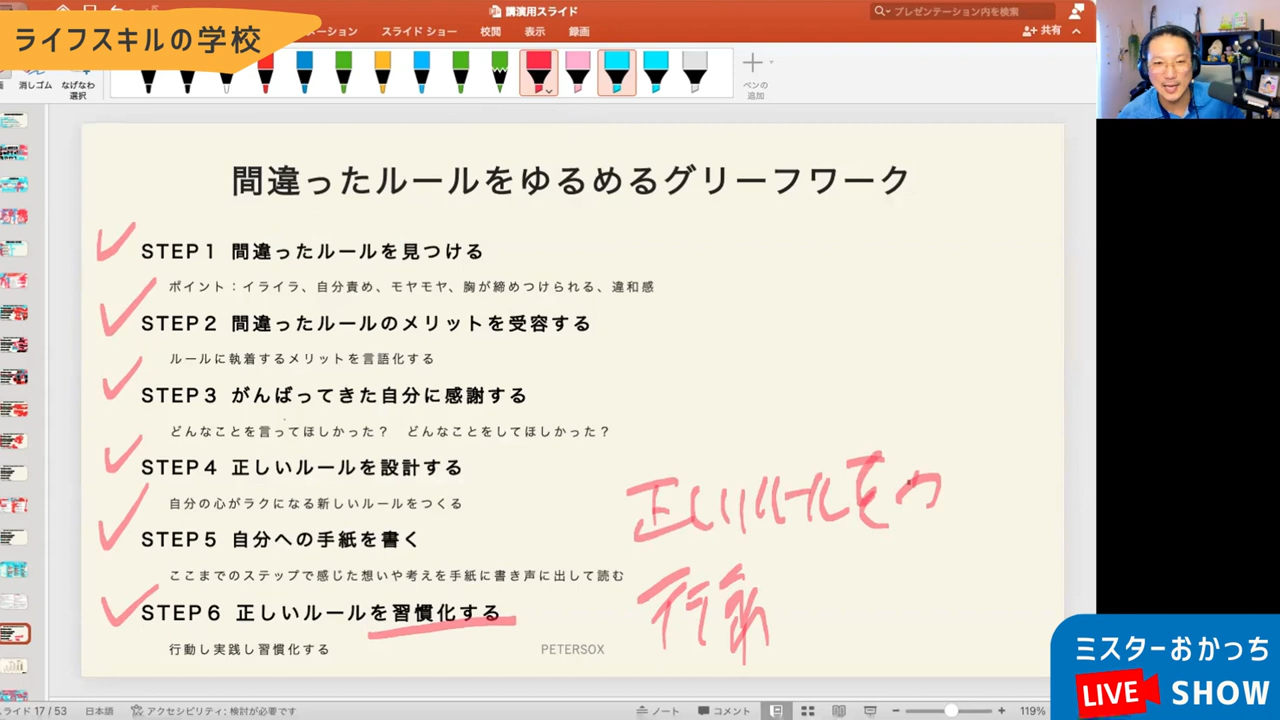 ライフスキルの学校
講演用スライド
プレゼンテーション内を検索
スライド ショー
校閲
表示
録画
共有
消しゴム
なげなわ
選択
ペンの
追加
間違ったルールをゆるめるグリーフワーク
STEP1 間違ったルールを見つける
ポイント：イライラ、自分責め、モヤモヤ、胸が締めつけられる、違和感
STEP2 間違ったルールのメリットを受容する
ルールに執着するメリットを言語化する
STEP3 がんばってきた自分に感謝する
どんなことを言ってほしかった？ どんなことをしてほしかった？
STEP4 正しいルールを設計する
自分の心がラクになる新しいルールをつくる
正しいルールをつ
STEP5 自分への手紙を書く
ここまでのステップで感じた想いや考えを手紙に書き声に出して読む
STEP6 正しいルールを習慣化する
行動し実践し習慣化する
PETERSOX
ミスターおかっち
LIVE SHOW
スライド 17 / 53
日本語
アクセシビリティ: 検討が必要です
ノート
コメント
119%